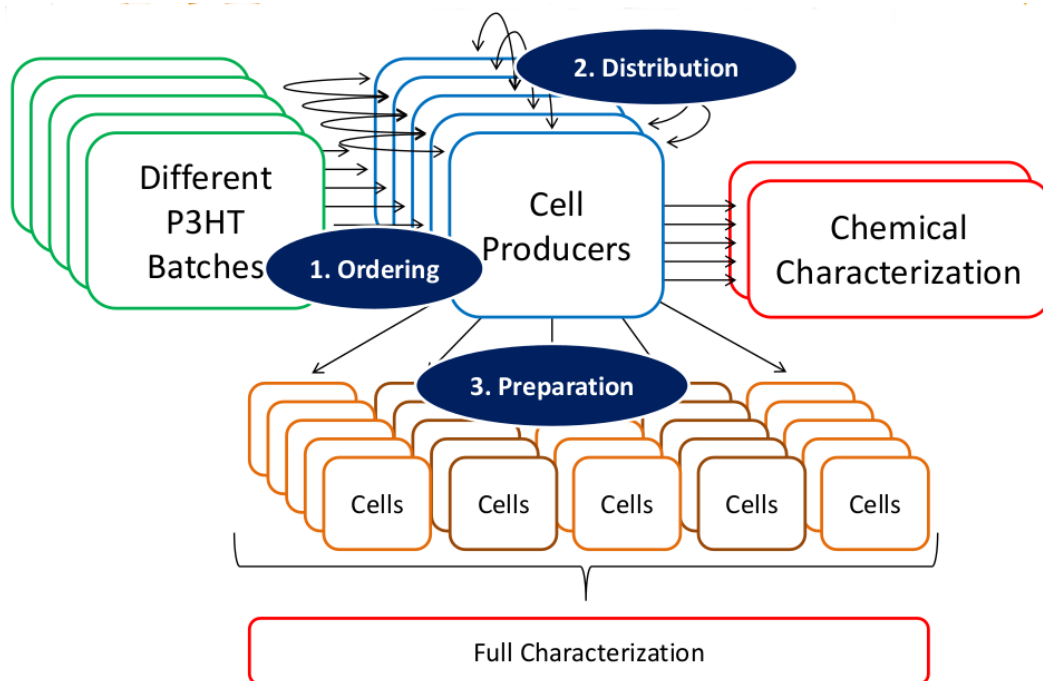 2. Distribution
Different
P3HT
Batches
Cell
Producers
Chemical
Characterization
1. Ordering
3. Preparation
Cells
Cells
Cells
Cells
Cells
Full Characterization